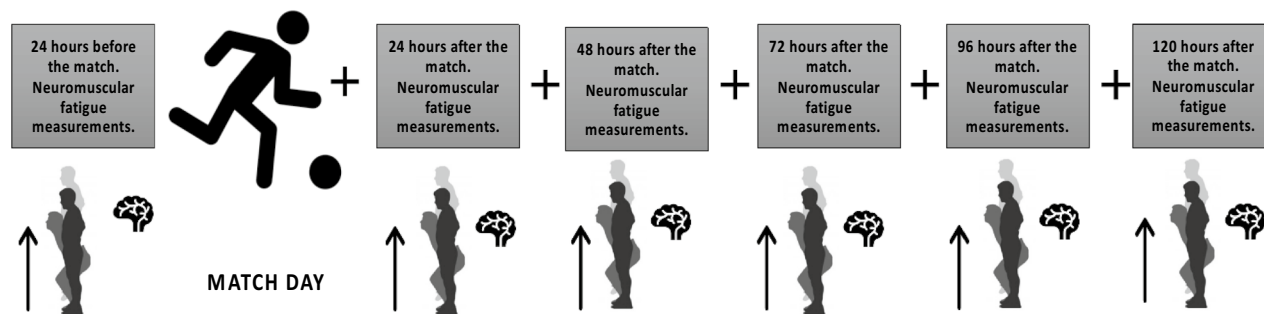 24 hours before
the match.
Neuromuscular
fatigue
measurements.
MATCH DAY
+
24 hours after the
match.
Neuromuscular
fatigue
measurements.
+
48 hours after the
match.
Neuromuscular
fatigue
measurements.
+
72 hours after the
match.
Neuromuscular
fatigue
measurements.
+
96 hours after the
match.
Neuromuscular
fatigue
measurements.
+
120 hours after
the match.
Neuromuscular
fatigue
measurements.